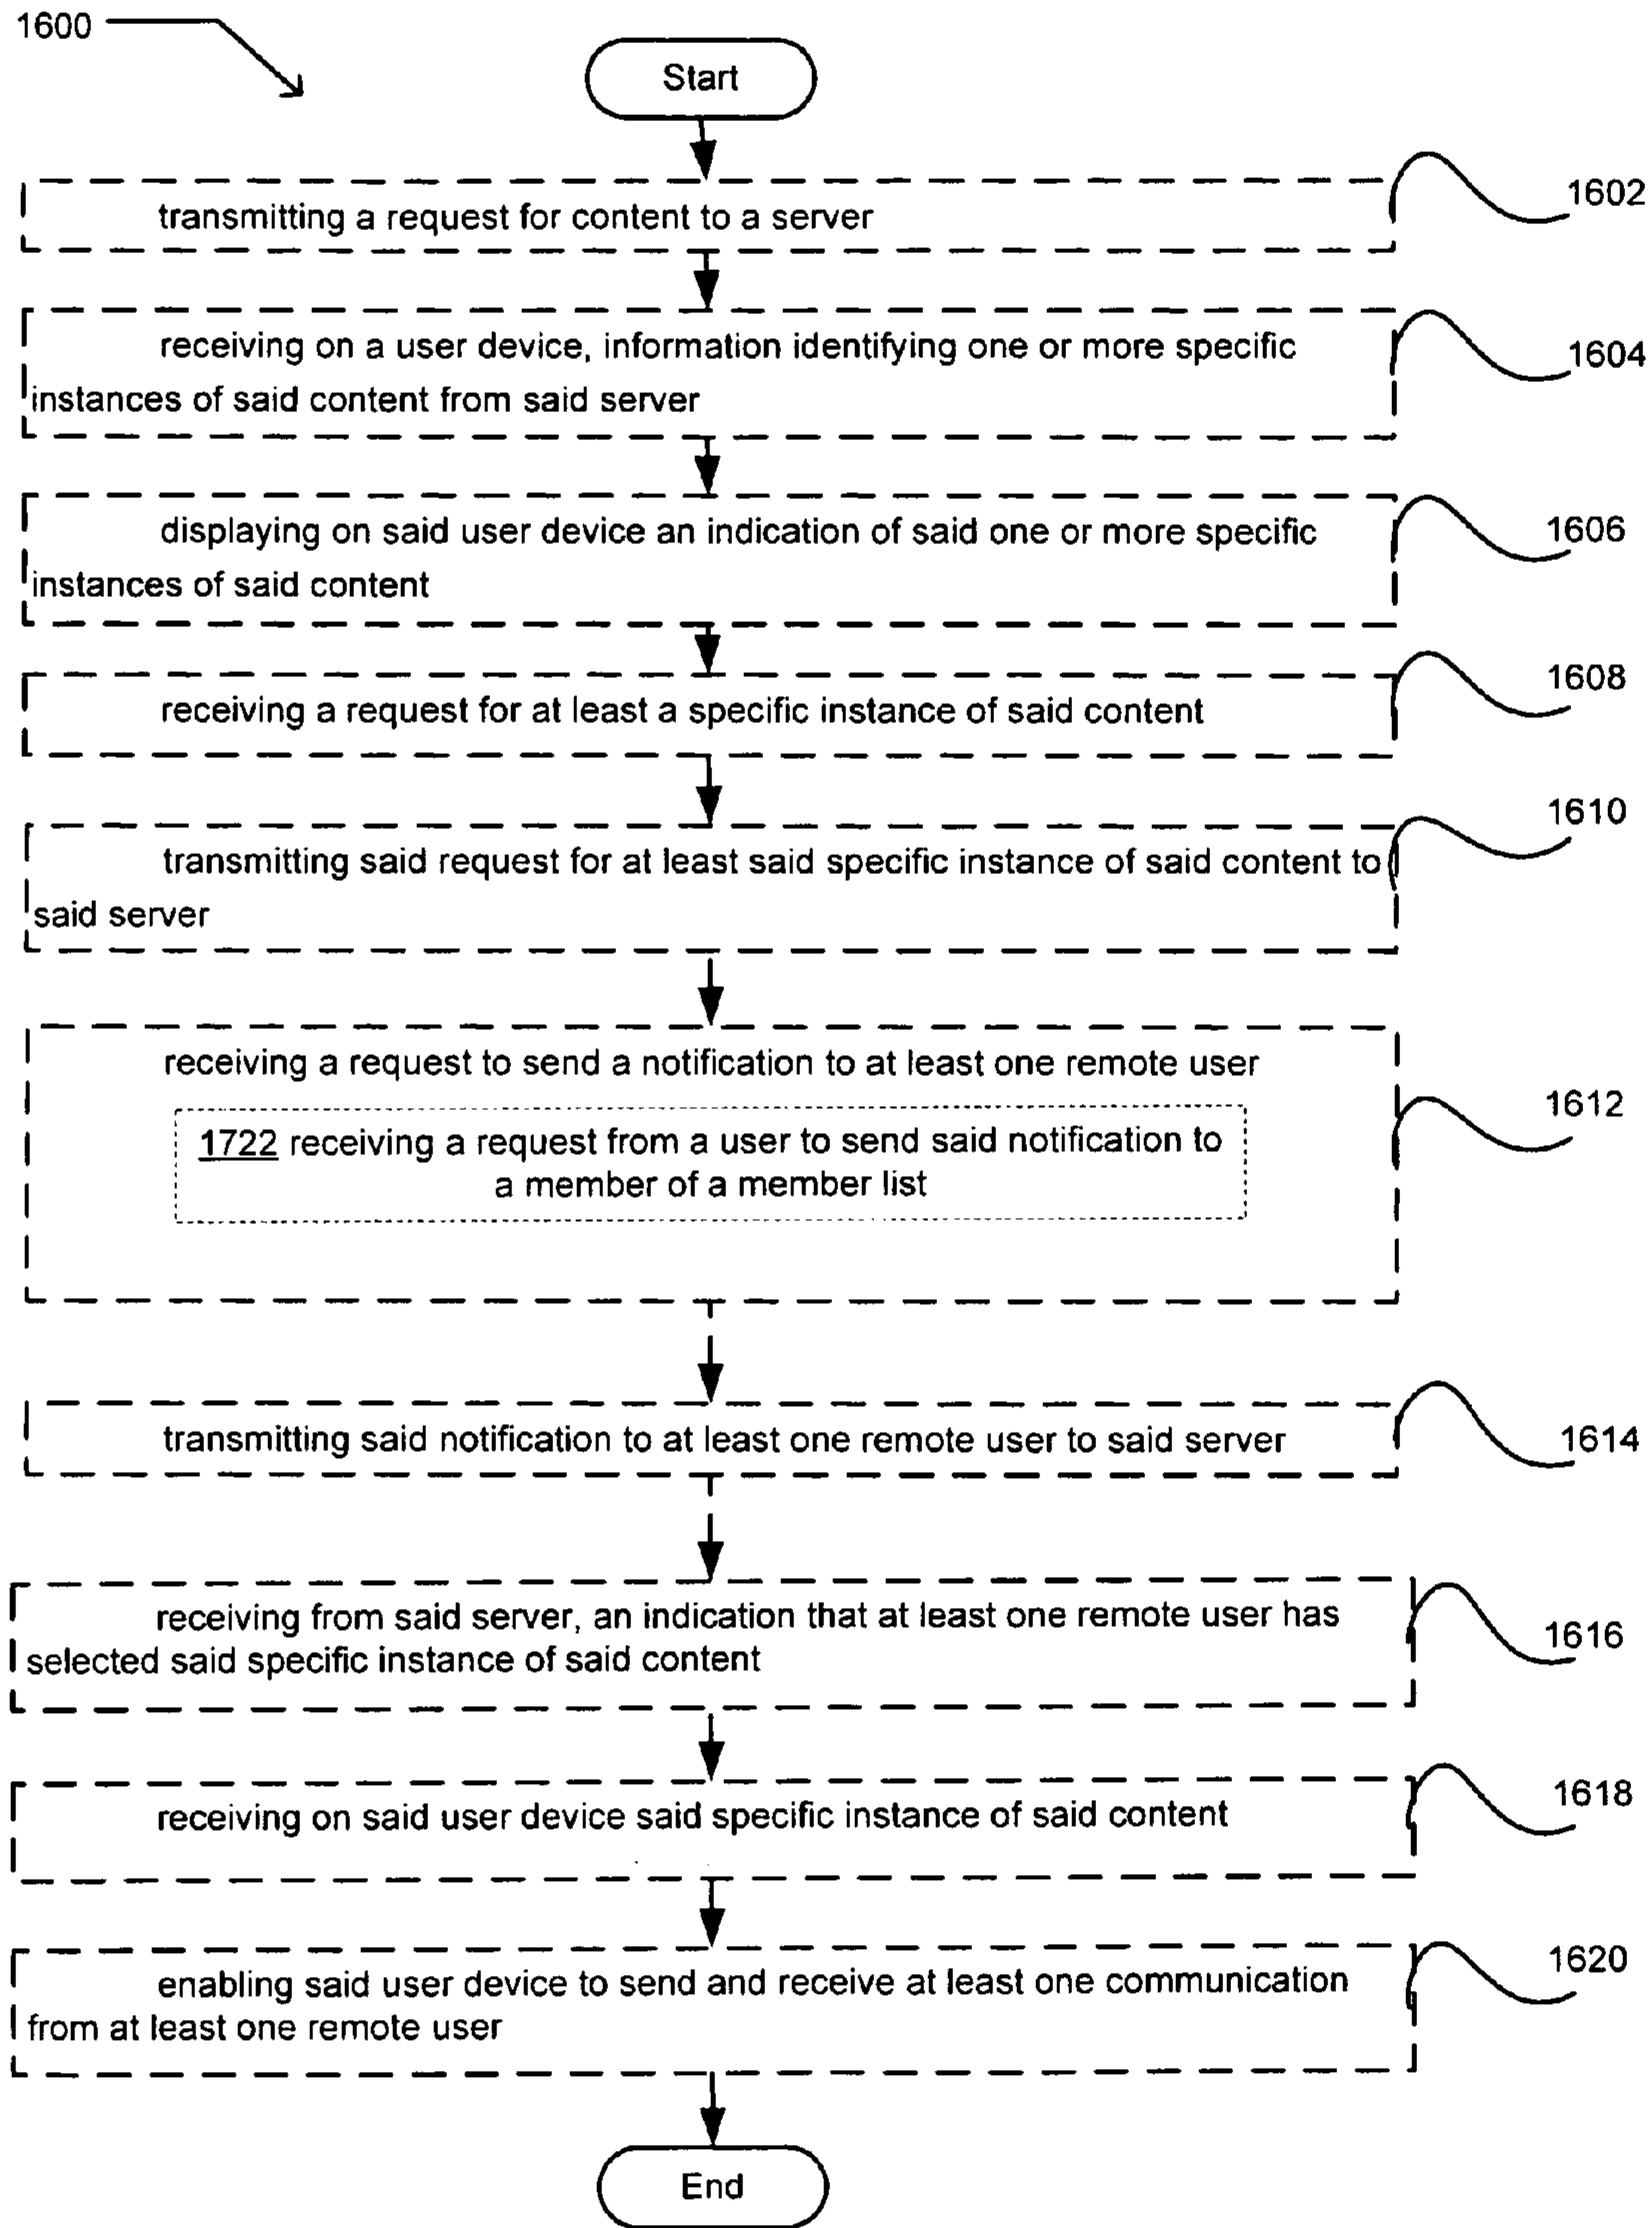 1600
Start
transmitting a request for content to a server
1602
receiving on a user device, information identifying one or more specific
instances of said content from said server
1604
displaying on said user device an indication of said one or more specific
instances of said content
1606
receiving a request for at least a specific instance of said content
1608
transmitting said request for at least said specific instance of said content to
said server
1610
receiving a request to send a notification to at least one remote user
1722 receiving a request from a user to send said notification to
a member of a member list
1612
transmitting said notification to at least one remote user to said server
1614
receiving from said server, an indication that at least one remote user has
selected said specific instance of said content
1616
receiving on said user device said specific instance of said content
1618
enabling said user device to send and receive at least one communication
from at least one remote user
1620
End